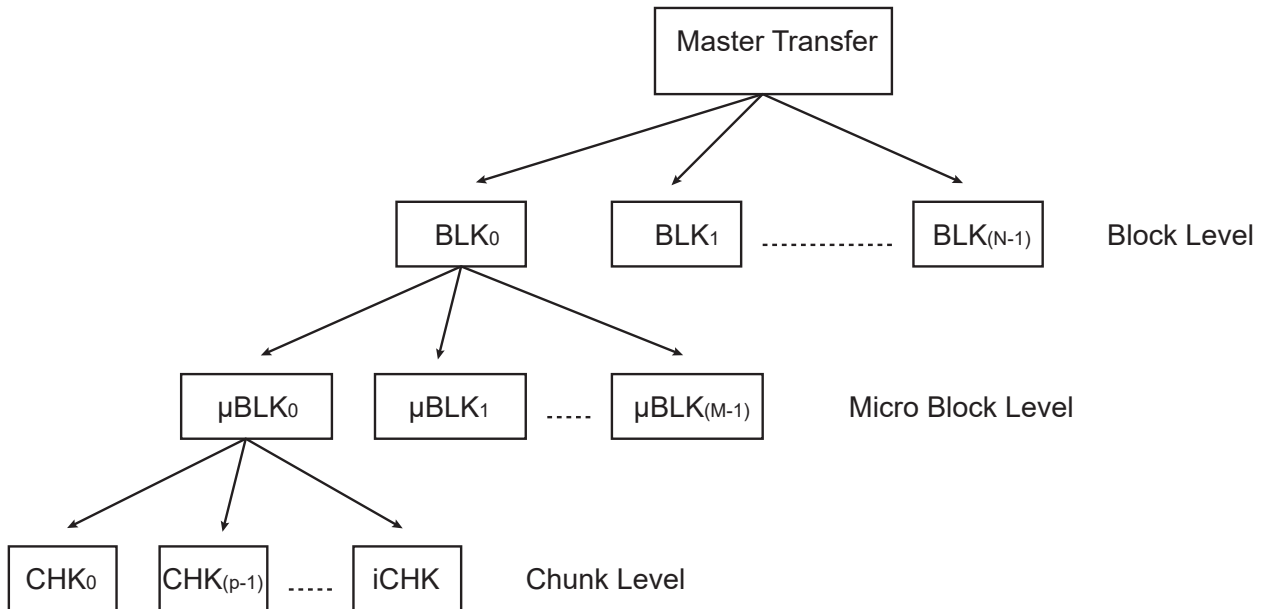 Master Transfer
BLK0 BLK1 BLK(N-1) Block Level
µBLK0 µBLK1 µBLK(M-1) Micro Block Level
CHK0 CHK(p-1) iCHK Chunk Level